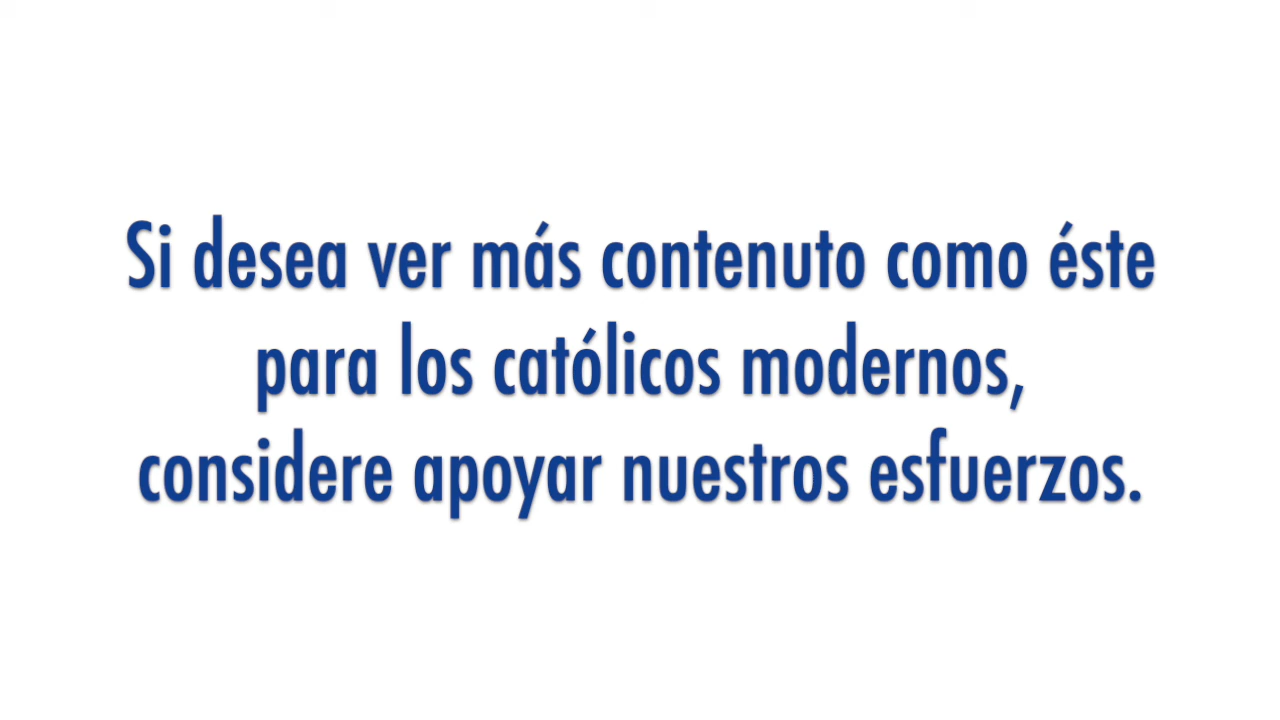 Si desea ver más contenuto como éste
para los católicos modernos,
considere apoyar nuestros esfuerzos.